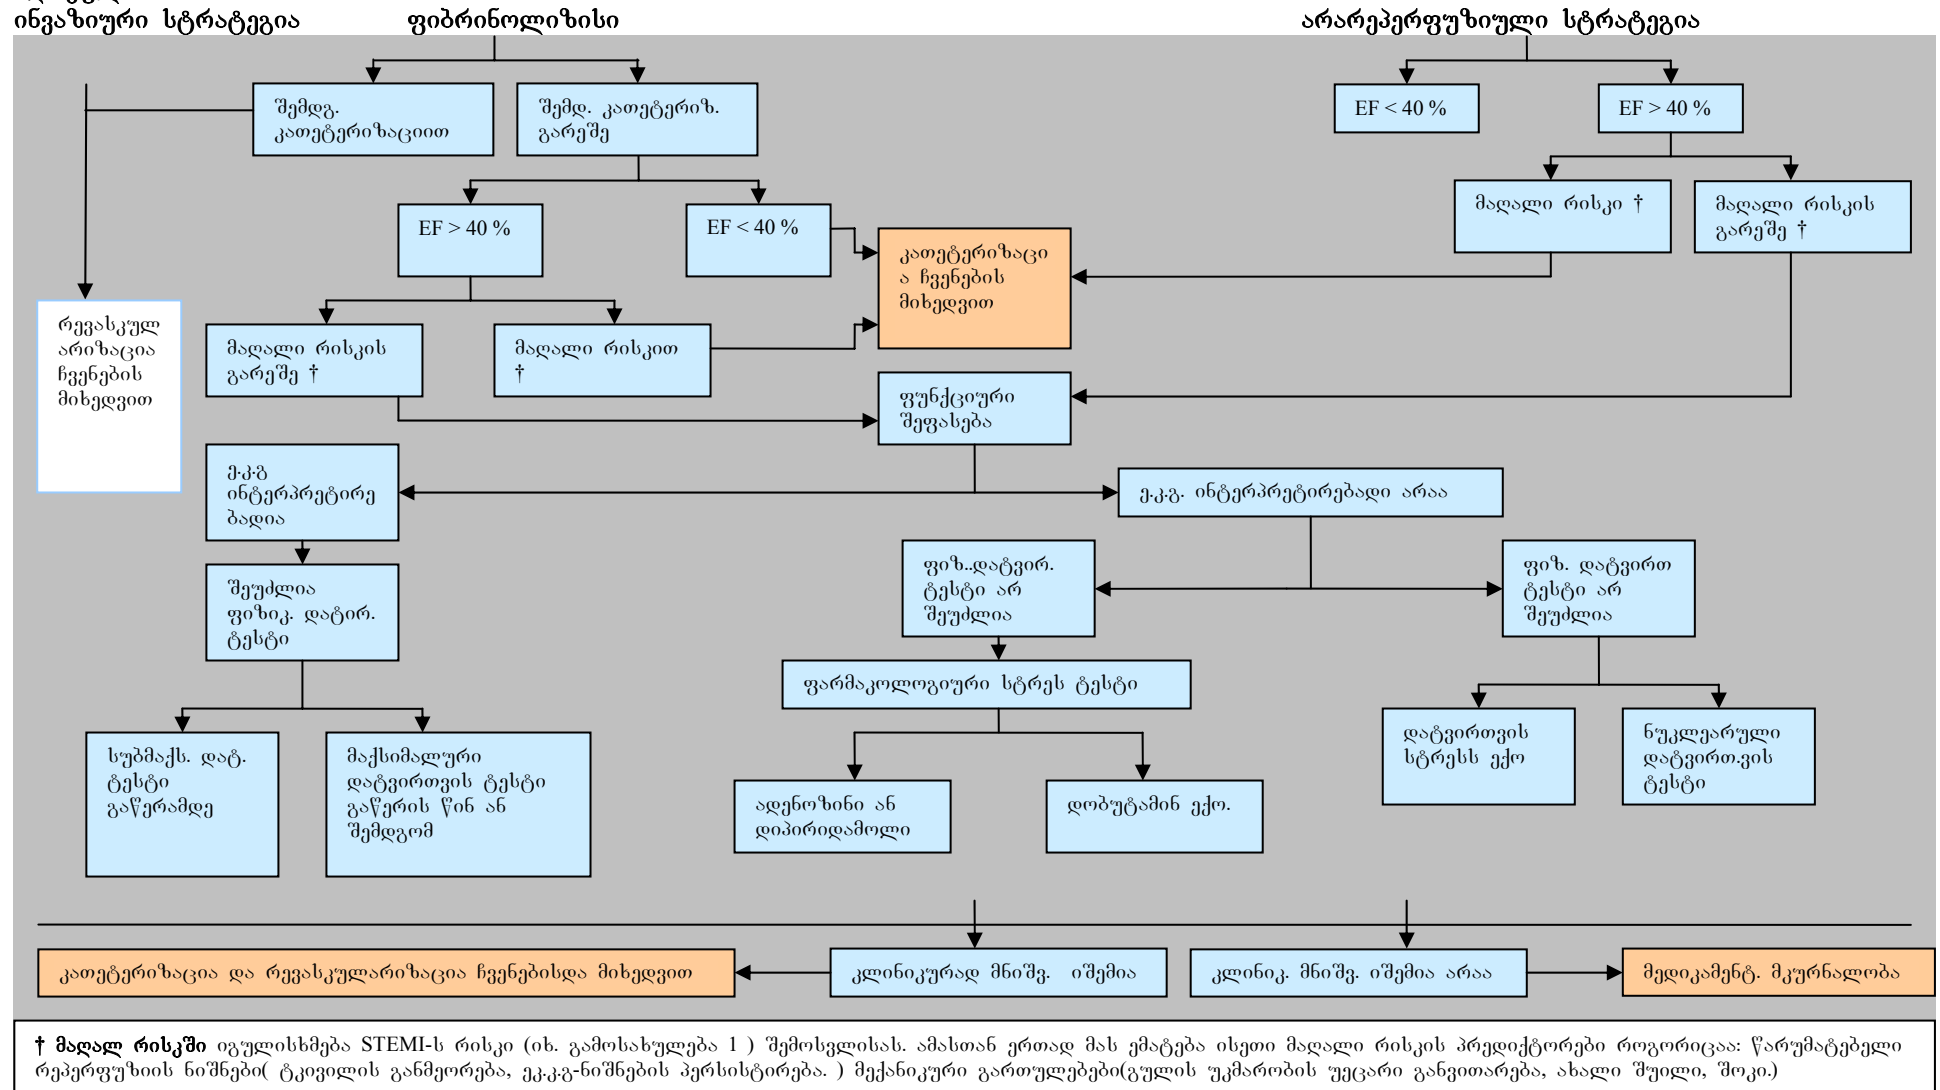 ინვაზიური სტრატეგია
ფიბრინოლიზისი
არარეპერფუზიული სტრატეგია
შემდგ.
კათეტერიზაციით
შემდ. კათეტერიზ.
გარეშე
EF < 40 %
EF > 40 %
EF > 40 %
EF < 40 %
მაღალი რისკი †
მაღალი რისკის
გარეშე †
კათეტერიზაცი
ა ჩვენების
მიხედვით
რევასკულ
არიზაცია
ჩვენების
მიხედვით
მაღალი რისკის
გარეშე †
მაღალი რისკით
†
ფუნქციური
შეფასება
ე.კ.გ
ინტერპრეტირე
ბადია
ე.კ.გ. ინტერპრეტირებადი არაა
შეუძლია
ფიზიკ. დატირ.
ტესტი
ფიზ..დატვირ.
ტესტი არ
შეუძლია
ფიზ. დატვირთ
ტესტი არ
შეუძლია
ფარმაკოლოგიური სტრეს ტესტი
სუბმაქს. დატ.
ტესტი
გაწერამდე
მაქსიმალური
დატვირთვის ტესტი
გაწერის წინ ან
შემდგომ
ადენოზინი ან
დიპირიდამოლი
დობუტამინ ექო.
დატვირთვის
სტრესს ექო
ნუკლეარული
დატვირთ.ვის
ტესტი
კათეტერიზაცია და რევასკულარიზაცია ჩვენებისდა მიხედვით
კლინიკურად მნიშვ. იშემია
კლინიკ. მნიშვ. იშემია არაა
მედიკამენტ. მკურნალობა
† მაღალ რისკში იგულისხმება STEMI-ს რისკი (იხ. გამოსახულება 1 ) შემოსვლისას. ამასთან ერთად მას ემატება ისეთი მაღალი რისკის პრედიქტორები როგორიცაა: წარუმატებელი
რეპერფუზიის ნიშნები( ტკივილის განმეორება, ეკ.კ.გ-ნიშნების პერსისტირება. ) მექანიკური გართულებები(გულის უკმარობის უეცარი განვითარება, ახალი შუილი, შოკი.)